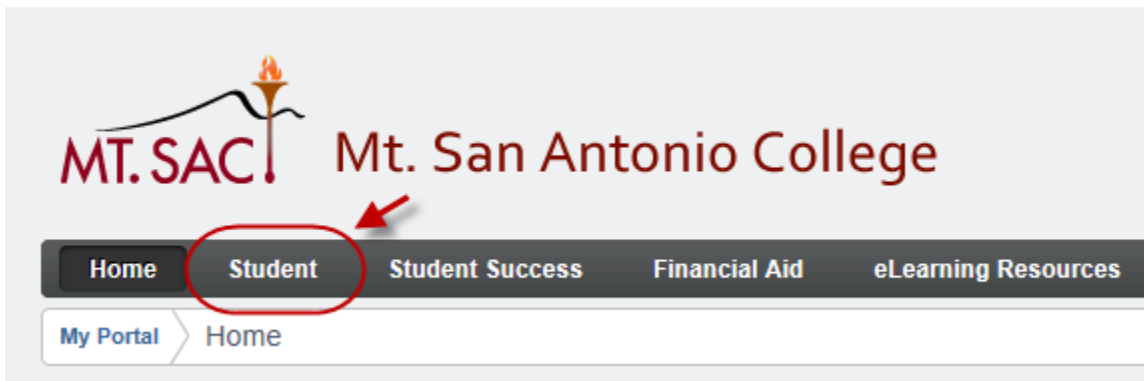 MT. SAC
Mt. San Antonio College
Home Student Student Success Financial Aid eLearning Resources
My Portal Home